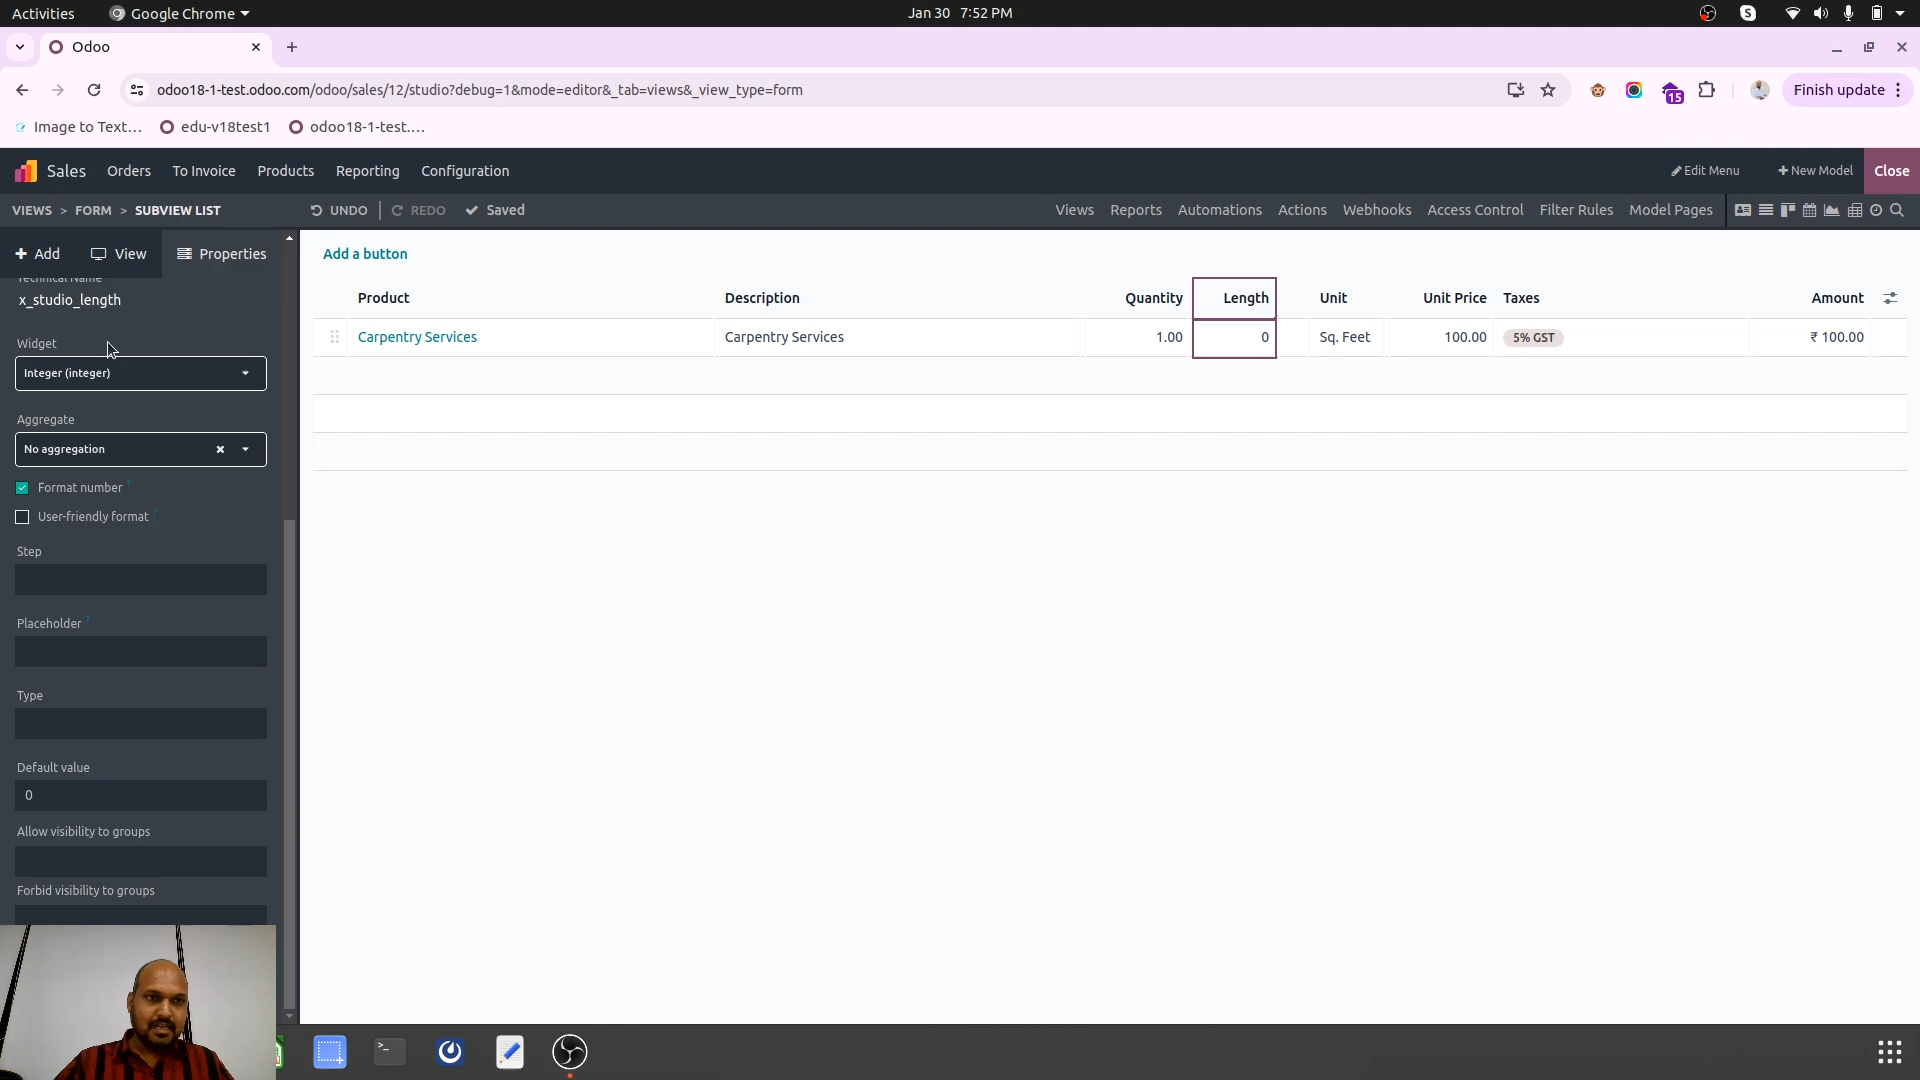 Activities
Google Chrome
Jan 30 7:52 PM
Odoo
odoo18-1-test.odoo.com/odoo/sales/12/studio?debug=1&mode=editor&_tab=views&_view_type=form
15
Finish update
Image to Text...
edu-v18test1
odoo18-1-test....
Sales
Orders
To Invoice
Products
Reporting
Configuration
Edit Menu
New Model
Close
VIEWS > FORM > SUBVIEW LIST
UNDO
REDO
Saved
Views
Reports
Automations
Actions
Webhooks
Access Control
Filter Rules
Model Pages
Add
View
Properties
Technical Name
x_studio_length
Widget
Integer (integer)
Aggregate
No aggregation
Format number ?
User-friendly format ?
Step
Placeholder ?
Type
Default value
0
Allow visibility to groups
Forbid visibility to groups
Add a button
Product Description Quantity Length Unit Unit Price Taxes Amount
Carpentry Services Carpentry Services 1.00 0 Sq. Feet 100.00 5% GST ₹ 100.00